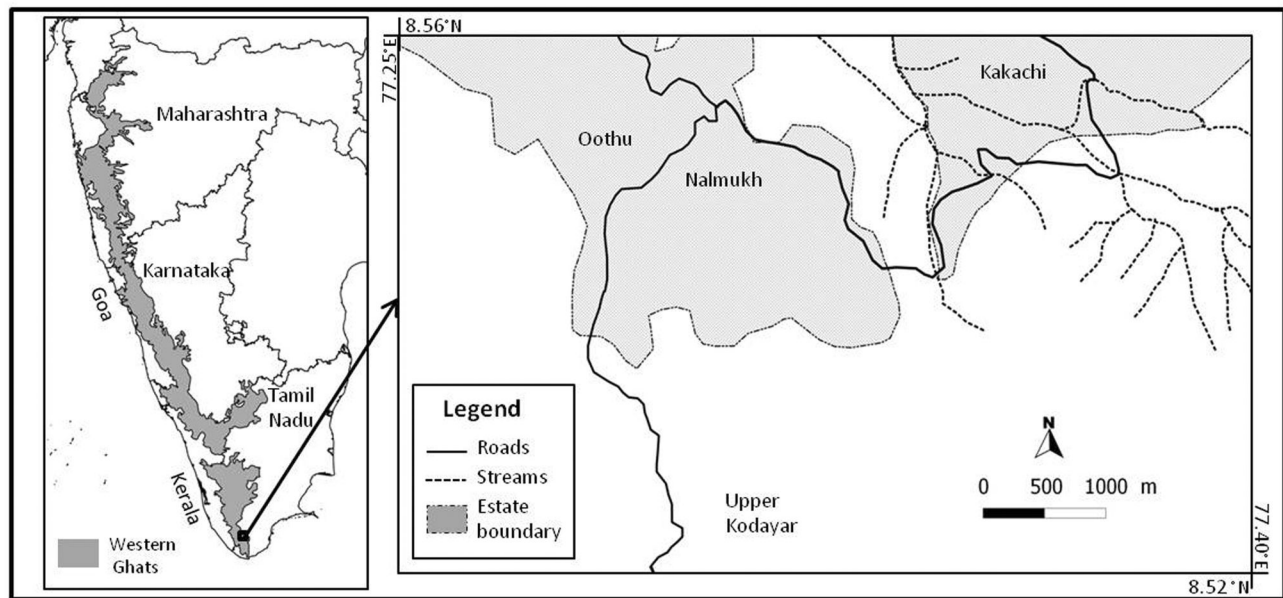 Maharashtra
Karnataka
Goa
Tamil
Nadu
Kerala
Western
Ghats
8.56°N
77.25°E
Kakachi
Oothu
Nalmukh
Legend
Roads
Streams
Estate
boundary
Upper
Kodayar
N
0 500 1000 m
77.40°E
8.52°N